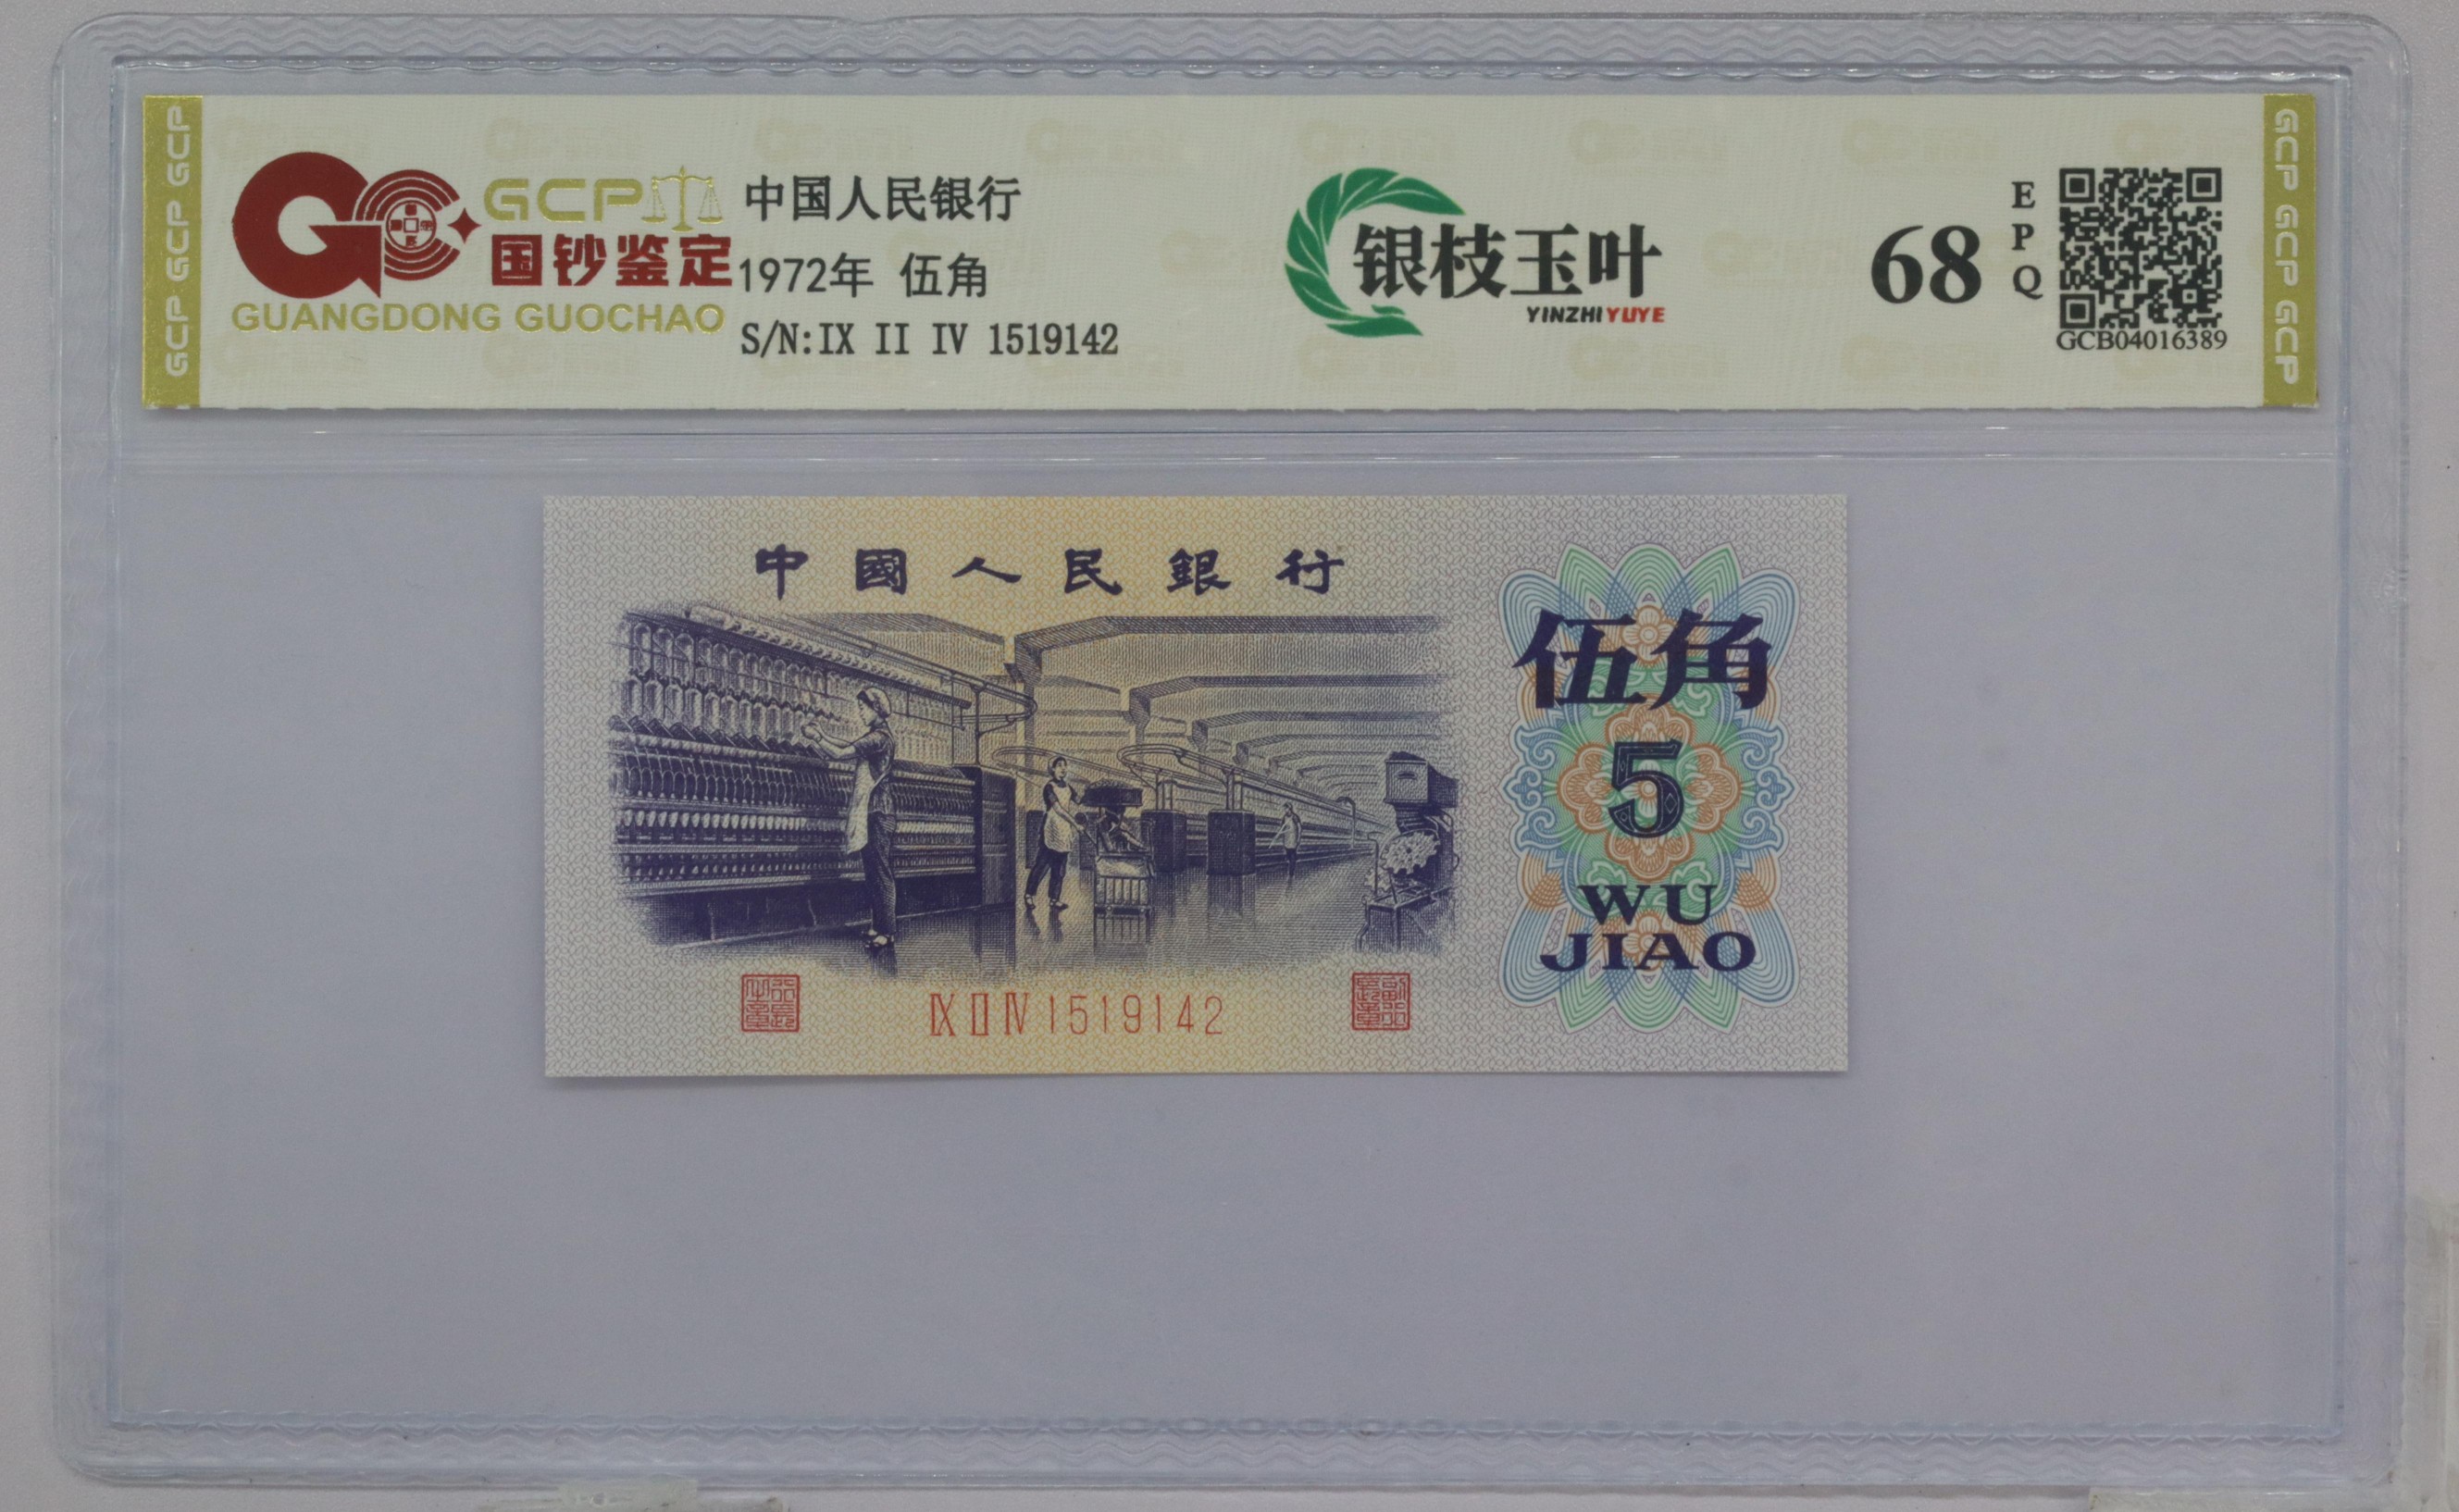 GCP GCP GCP
GCP
国钞鉴定
GUANGDONG GUOCHAO
中国人民银行
1972年 伍角
S/N:IX II IV 1519142
银枝玉叶
YINZHIYUYE
68
EPQ
GCB04016389
GCP GCP GCP
中國人民銀行
伍角
5
WU
JIAO
IX II IV 1519142